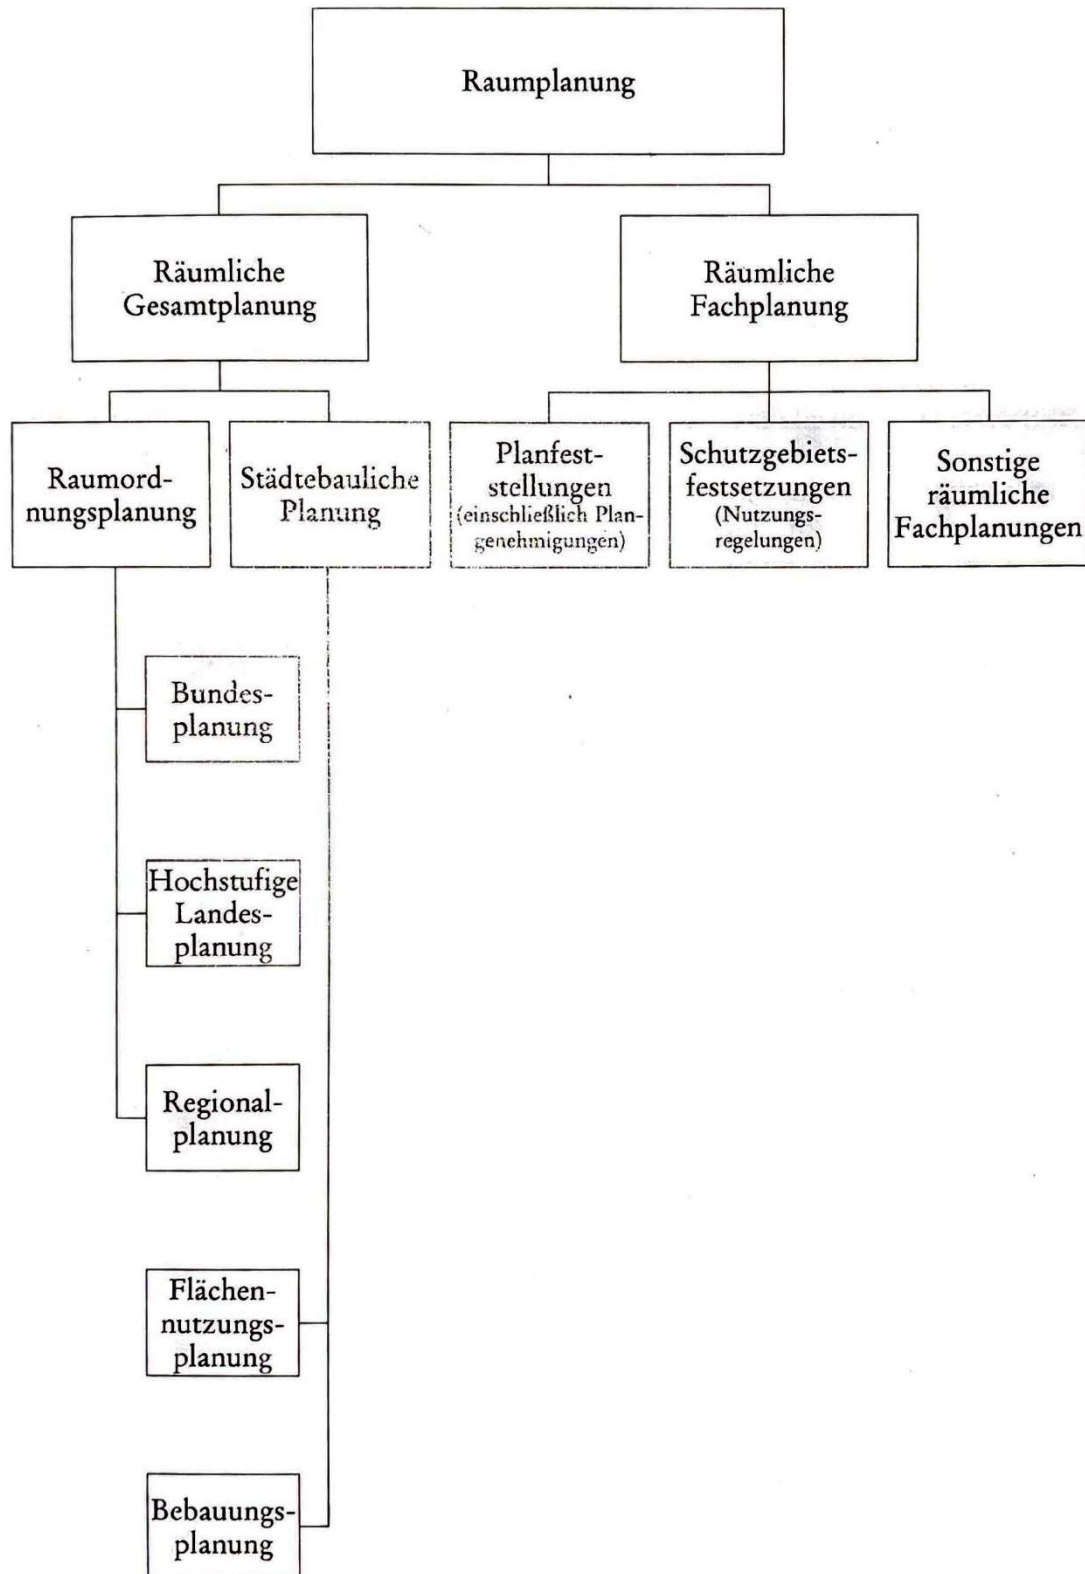 Raumplanung
Räumliche
Gesamtplanung
Räumliche
Fachplanung
Raumord-
nungsplanung
Städtebauliche
Planung
Planfest-
stellungen
(einschließlich Plan-
genehmigungen)
Schutzgebiets-
festsetzungen
(Nutzungs-
regelungen)
Sonstige
räumliche
Fachplanungen
Bundes-
planung
Hochstufige
Landes-
planung
Regional-
planung
Flächen-
nutzungs-
planung
Bebauungs-
planung